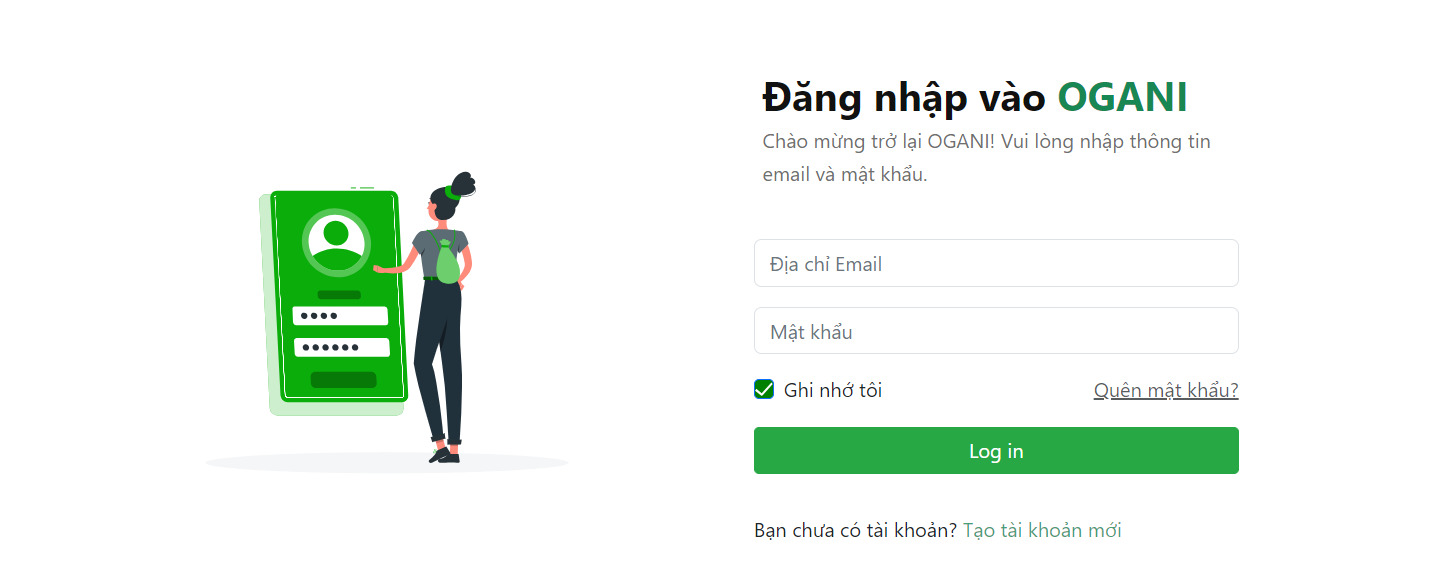 Đăng nhập vào OGANI
Chào mừng trở lại OGANI! Vui lòng nhập thông tin
email và mật khẩu.
Địa chỉ Email
Mật khẩu
Ghi nhớ tôi
Quên mật khẩu?
Log in
Bạn chưa có tài khoản? Tạo tài khoản mới